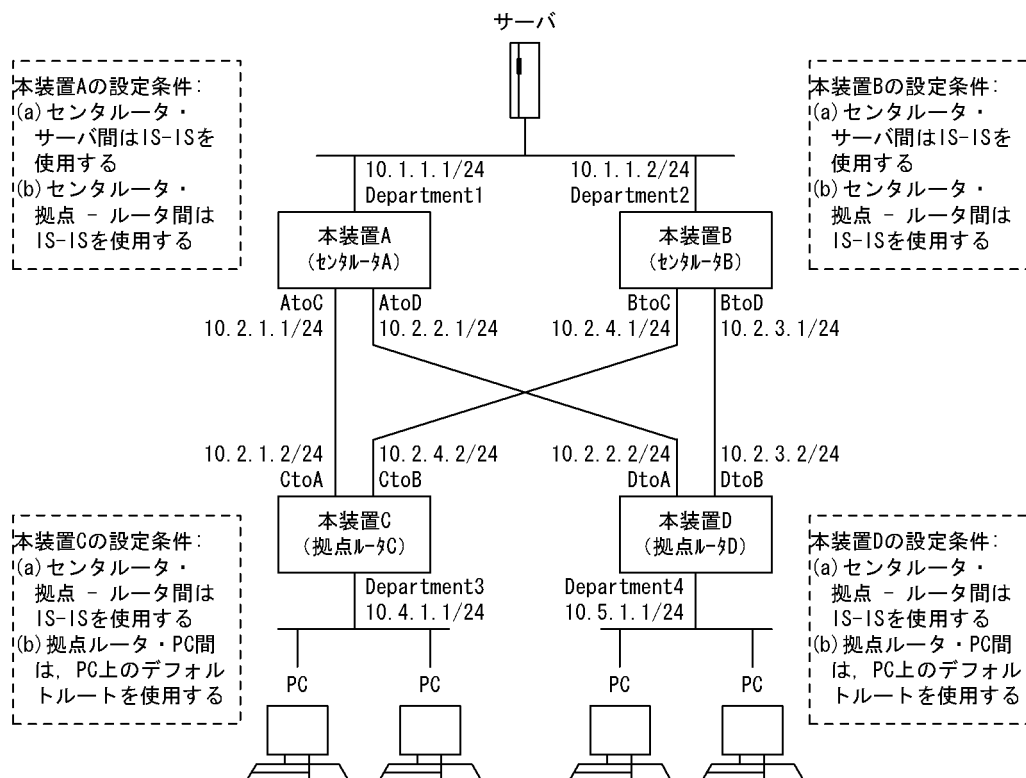 サーバ
本装置Aの設定条件:
(a)センタルータ・
サーバ間はIS-ISを
使用する
(b)センタルータ・
拠点 - ルータ間は
IS-ISを使用する
本装置Bの設定条件:
(a)センタルータ・
サーバ間はIS-ISを
使用する
(b)センタルータ・
拠点 - ルータ間は
IS-ISを使用する
10.1.1.1/24
Department1
10.1.1.2/24
Department2
本装置A
(センタルータA)
本装置B
(センタルータB)
AtoC
AtoD
BtoC
BtoD
10.2.1.1/24
10.2.2.1/24
10.2.4.1/24
10.2.3.1/24
10.2.1.2/24
10.2.4.2/24
10.2.2.2/24
10.2.3.2/24
CtoA
CtoB
DtoA
DtoB
本装置C
(拠点ルータC)
本装置D
(拠点ルータD)
本装置Cの設定条件:
(a)センタルータ・
拠点 - ルータ間は
IS-ISを使用する
(b)拠点ルータ・PC間
は, PC上のデフォル
トルートを使用する
本装置Dの設定条件:
(a)センタルータ・
拠点 - ルータ間は
IS-ISを使用する
(b)拠点ルータ・PC間
は, PC上のデフォル
トルートを使用する
Department3
10.4.1.1/24
Department4
10.5.1.1/24
PC
PC
PC
PC